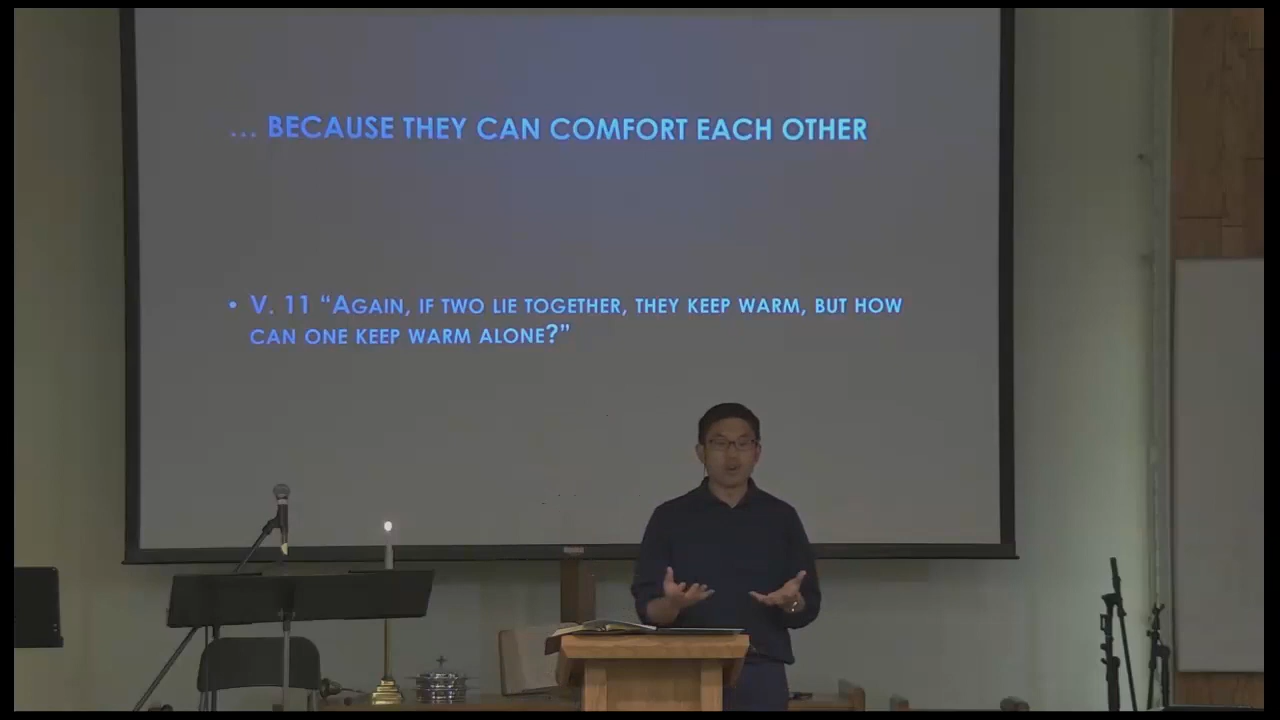 ... BECAUSE THEY CAN COMFORT EACH OTHER
• V. 11 “AGAIN, IF TWO LIE TOGETHER, THEY KEEP WARM, BUT HOW
CAN ONE KEEP WARM ALONE?”